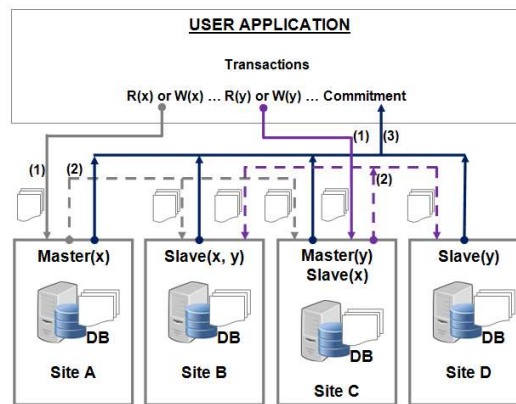 USER APPLICATION
Transactions
R(x) or W(x) ... R(y) or W(y) ... Commitment
(1)
(3)
(1)
(2)
(2)
Master(x)
Slave(x, y)
Master(y)
Slave(x)
Slave(y)
DB
DB
DB
DB
Site A
Site B
Site C
Site D